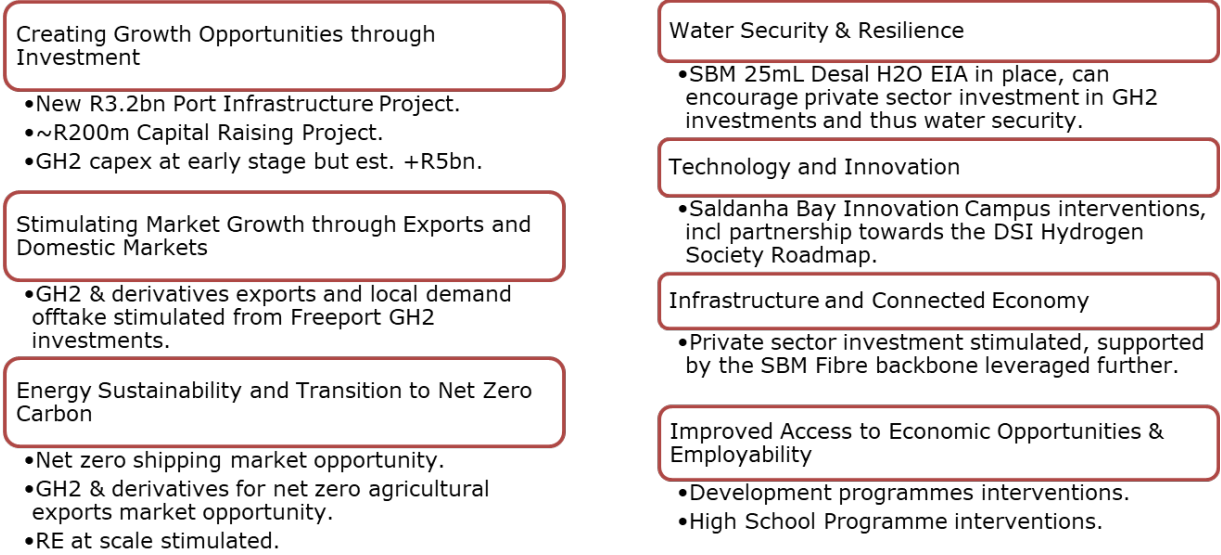 Creating Growth Opportunities through
Investment
•New R3.2bn Port Infrastructure Project.
•~R200m Capital Raising Project.
•GH2 capex at early stage but est. +R5bn.
Stimulating Market Growth through Exports and
Domestic Markets
•GH2 & derivatives exports and local demand
offtake stimulated from Freeport GH2
investments.
Energy Sustainability and Transition to Net Zero
Carbon
•Net zero shipping market opportunity.
•GH2 & derivatives for net zero agricultural
exports market opportunity.
•RE at scale stimulated.
Water Security & Resilience
•SBM 25mL Desal H2O EIA in place, can
encourage private sector investment in GH2
investments and thus water security.
Technology and Innovation
•Saldanha Bay Innovation Campus interventions,
incl partnership towards the DSI Hydrogen
Society Roadmap.
Infrastructure and Connected Economy
•Private sector investment stimulated, supported
by the SBM Fibre backbone leveraged further.
Improved Access to Economic Opportunities &
Employability
•Development programmes interventions.
•High School Programme interventions.